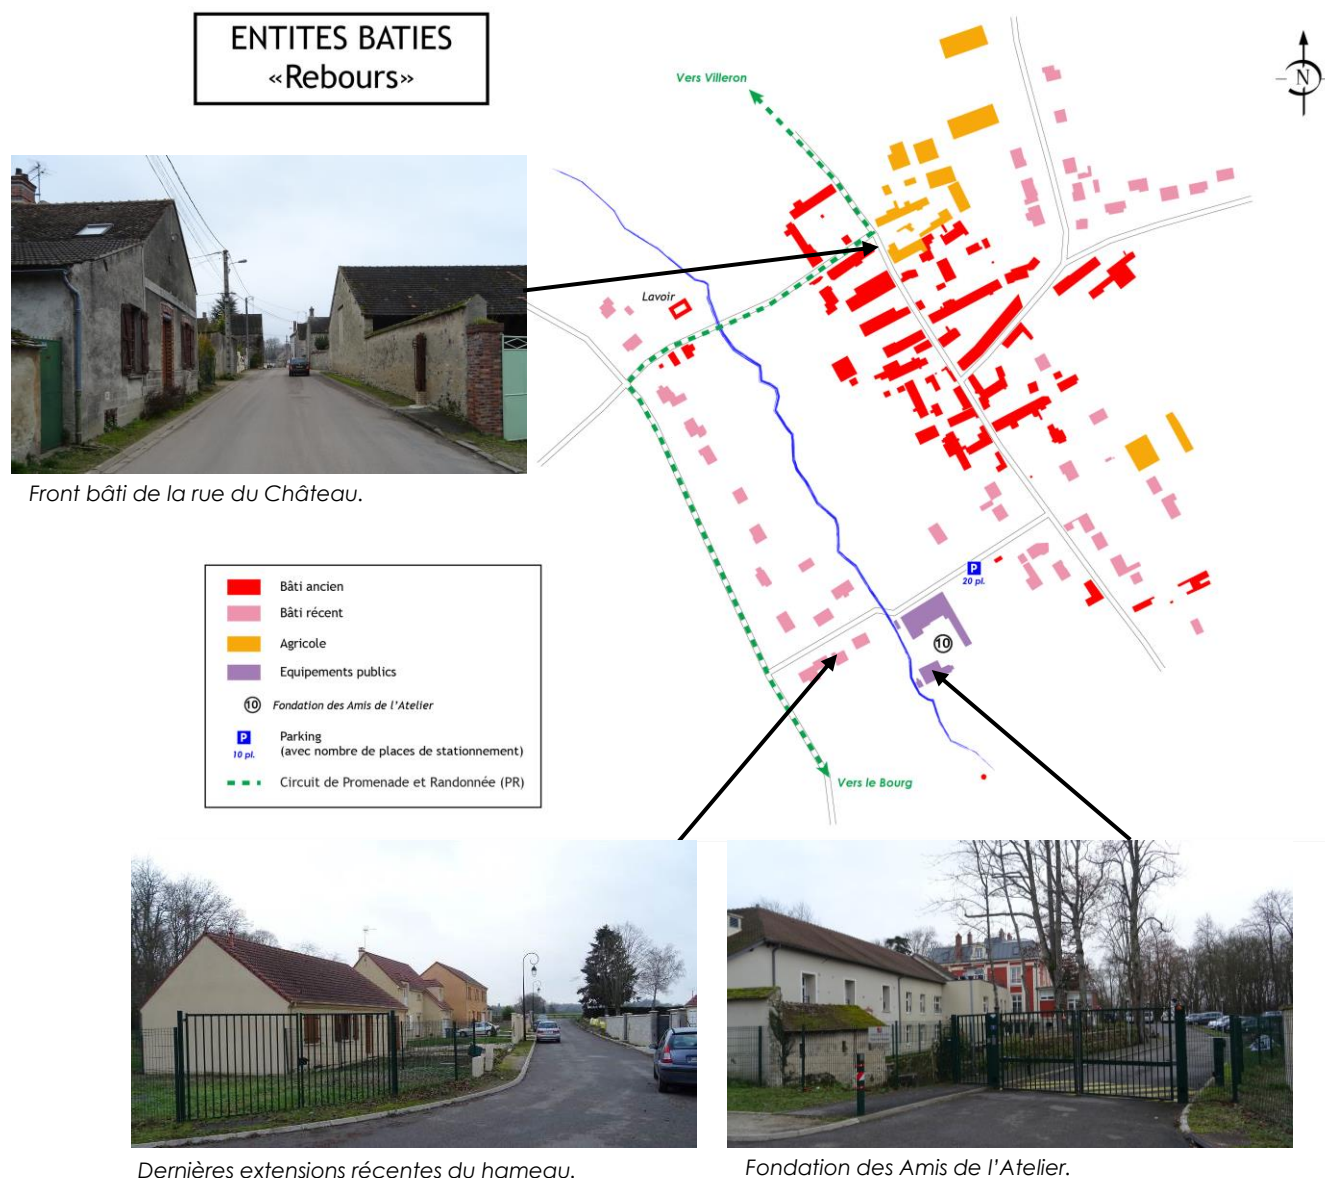 ENTITES BATIES
«Rebours»
Vers Villeron
N
Lavoir
Front bâti de la rue du Château.
Bâti ancien
Bâti récent
Agricole
Equipements publics
10 Fondation des Amis de l'Atelier
P Parking
10 pl. (avec nombre de places de stationnement)
Circuit de Promenade et Randonnée (PR)
P
20 pl.
10
Vers le Bourg
Dernières extensions récentes du hameau.
Fondation des Amis de l'Atelier.